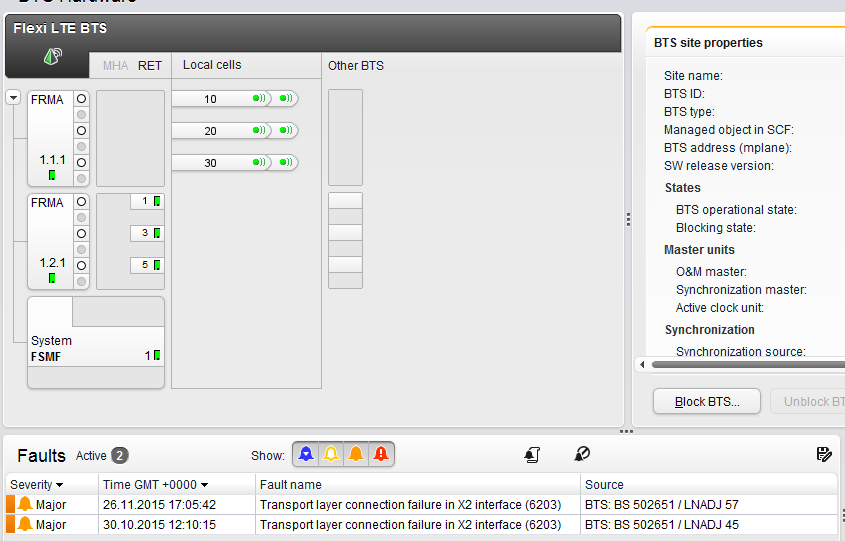 Flexi LTE BTS
MHA RET Local cells Other BTS
FRMA
1.1.1
10
20
30
FRMA
1.2.1
1
3
5
System
FSMF 1
BTS site properties
Site name:
BTS ID:
BTS type:
Managed object in SCF:
BTS address (mplane):
SW release version:
States
BTS operational state:
Blocking state:
Master units
O&M master:
Synchronization master:
Active clock unit:
Synchronization
Synchronization source:
Block BTS... Unblock BT
Faults Active 2 Show:
Severity Time GMT +0000 Fault name Source
Major 26.11.2015 17:05:42 Transport layer connection failure in X2 interface (6203) BTS: BS 502651 / LNADJ 57
Major 30.10.2015 12:10:15 Transport layer connection failure in X2 interface (6203) BTS: BS 502651 / LNADJ 45